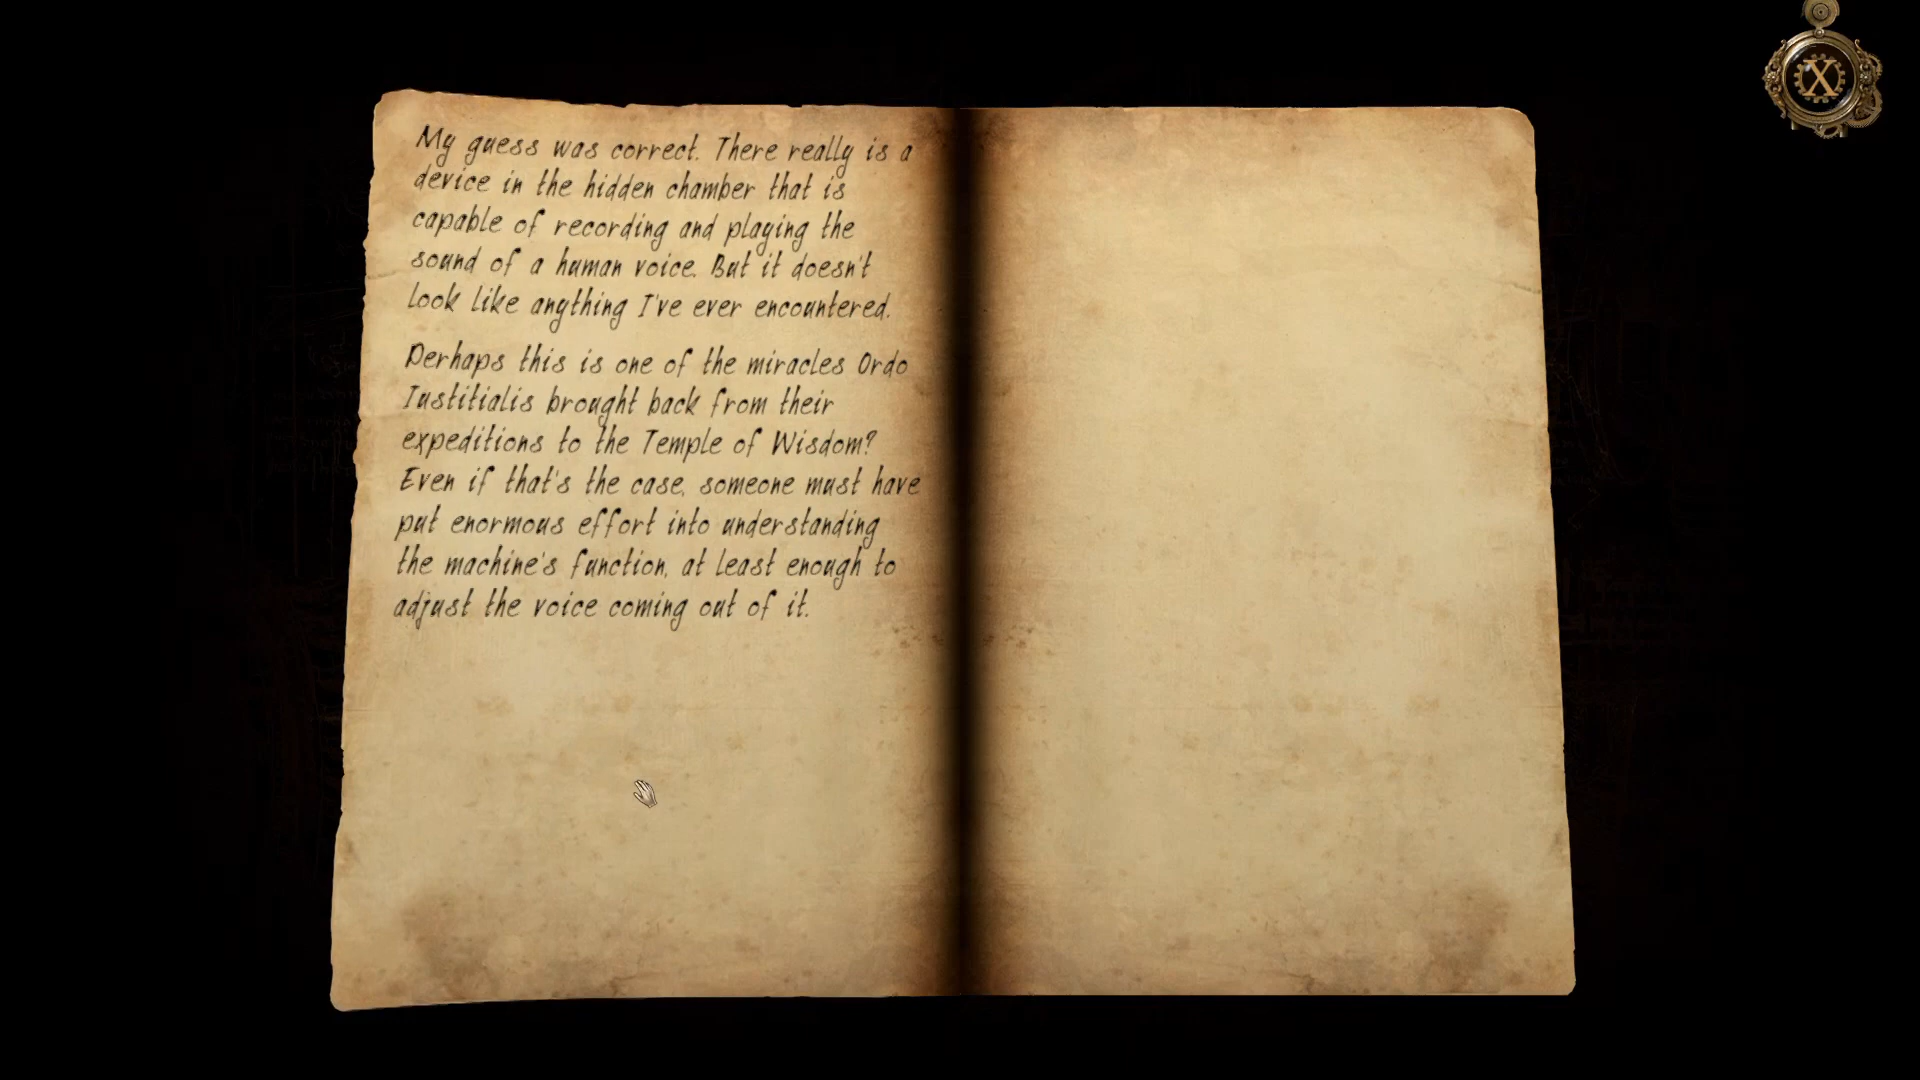 X
My guess was correct. There really is a
device in the hidden chamber that is
capable of recording and playing the
sound of a human voice. But it doesn't
look like anything I've ever encountered.
Perhaps this is one of the miracles Ordo
Iustitialis brought back from their
expeditions to the Temple of Wisdom?
Even if that's the case, someone must have
put enormous effort into understanding
the machine's function, at least enough to
adjust the voice coming out of it.